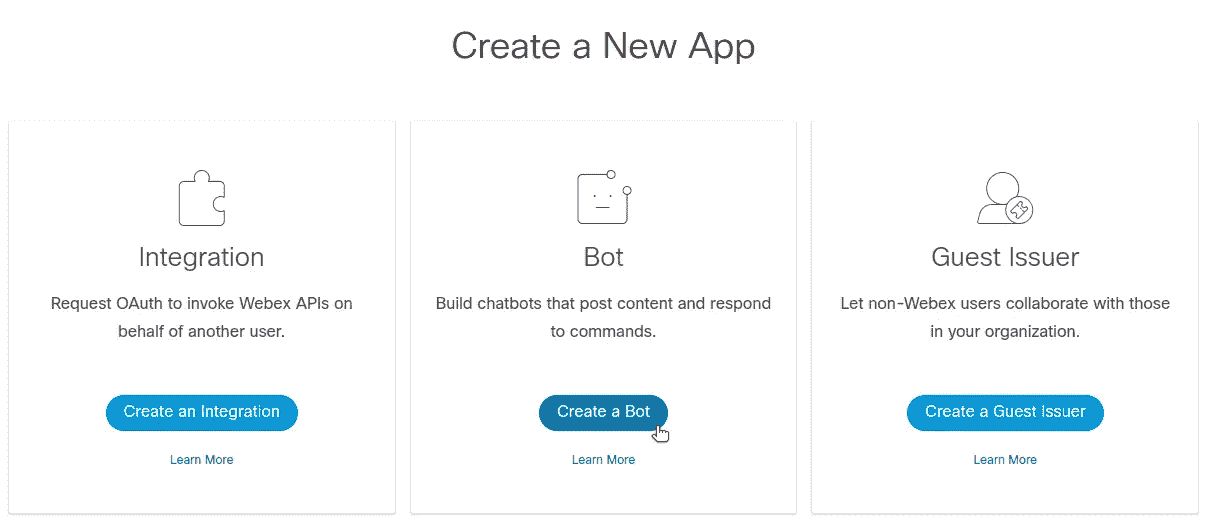 Create a New App
Integration
Request OAuth to invoke Webex APIs on
behalf of another user.
Create an Integration
Learn More
Bot
Build chatbots that post content and respond
to commands.
Create a Bot
Learn More
Guest Issuer
Let non-Webex users collaborate with those
in your organization.
Create a Guest Issuer
Learn More